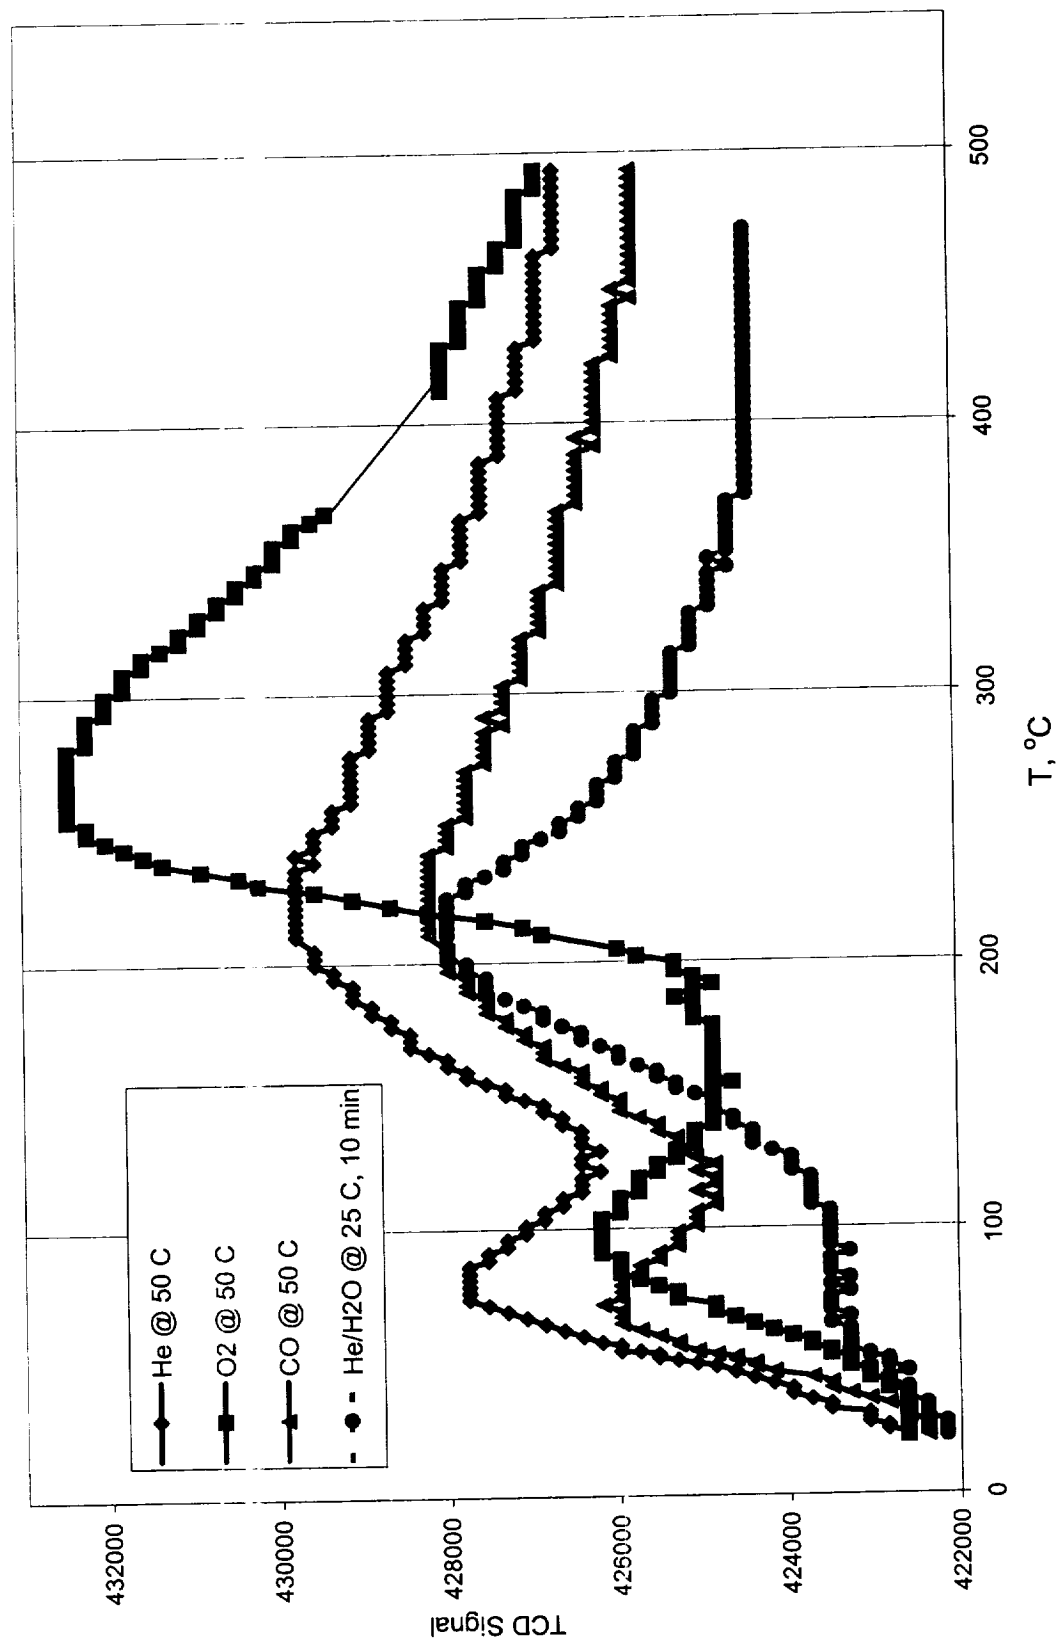 TCD Signal
432000
430000
428000
426000
424000
422000
He @ 50 C
O2 @ 50 C
CO @ 50 C
He/H2O @ 25 C, 10 min
0
100
200
300
400
500
T, °C